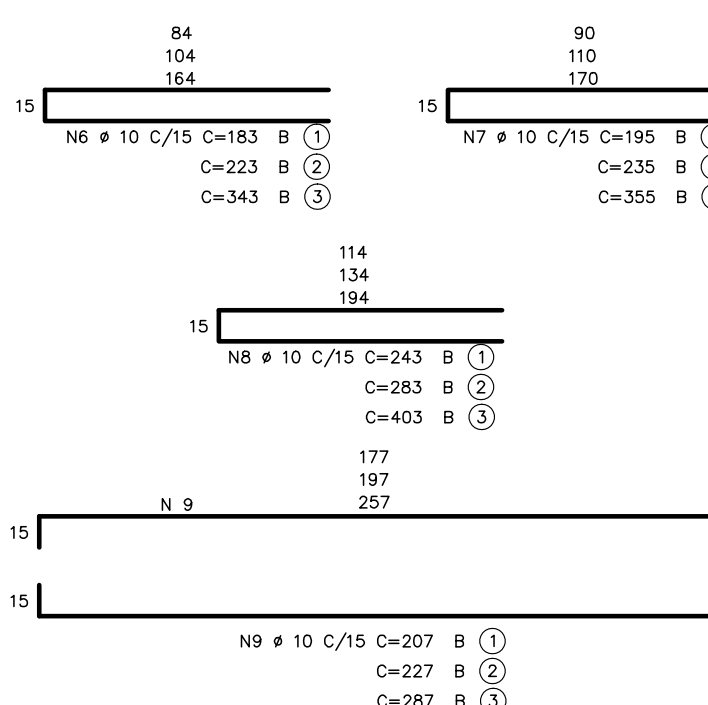 84
104
164
15
N6 ø 10 C/15 C=183 B 1
C=223 B 2
C=343 B 3
90
110
170
15
N7 ø 10 C/15 C=195 B
C=235 B
C=355 B
114
134
194
15
N8 ø 10 C/15 C=243 B 1
C=283 B 2
C=403 B 3
177
197
257
N 9
15
15
N9 ø 10 C/15 C=207 B 1
C=227 B 2
C=287 B 3